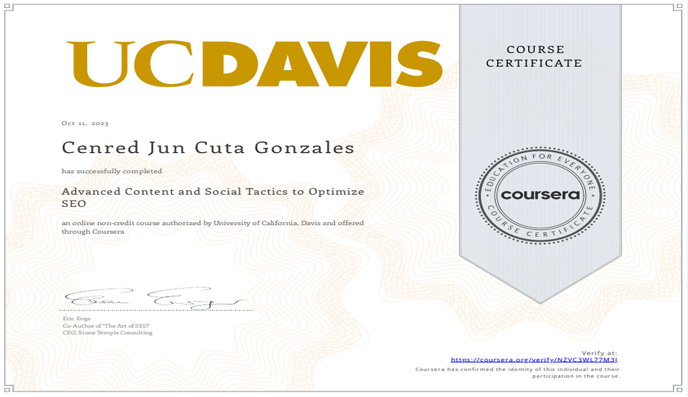 UCDAVIS
COURSE
CERTIFICATE
Oct 11, 2023
Cenred Jun Cuta Gonzales
has successfully completed
Advanced Content and Social Tactics to Optimize
SEO
an online non-credit course authorized by University of California, Davis and offered
through Coursera
EDUCATION FOR EVERYONE
coursera
COURSE CERTIFICATE
Eric Enge
Co-Author of "The Art of SEO"
CEO, Stone Temple Consulting
Verify at:
https://coursera.org/verify/NZVC3WL77M3J
Coursera has confirmed the identity of this individual and their
participation in the course.